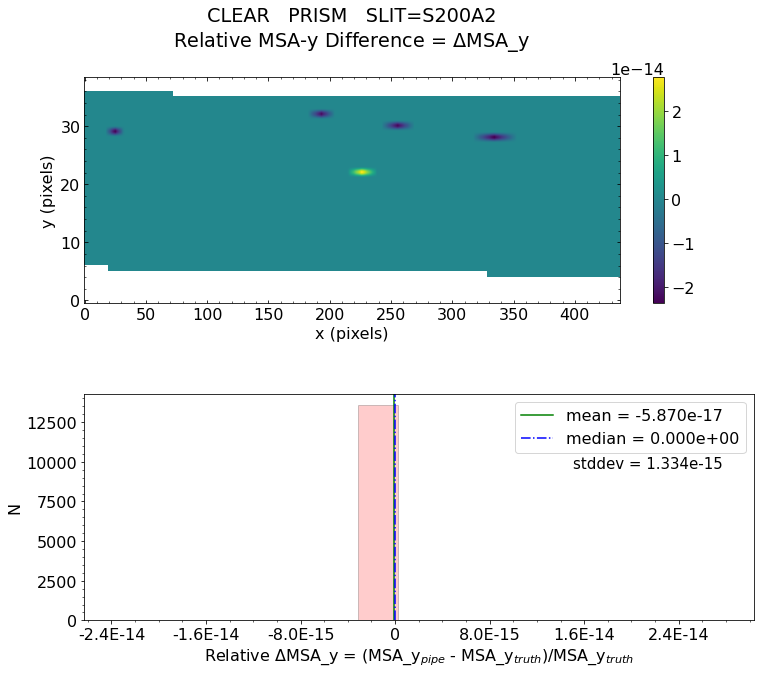 CLEAR PRISM SLIT=S200A2
Relative MSA-y Difference = ΔMSA_y
1e−14
30
20
10
0
y (pixels)
0 50 100 150 200 250 300 350 400
x (pixels)
2
1
0
−1
−2
12500
10000
7500
5000
2500
0
N
mean = -5.870e-17
median = 0.000e+00
stddev = 1.334e-15
-2.4E-14 -1.6E-14 -8.0E-15 0 8.0E-15 1.6E-14 2.4E-14
Relative ΔMSA_y = (MSA_y_pipe - MSA_y_truth)/MSA_y_truth